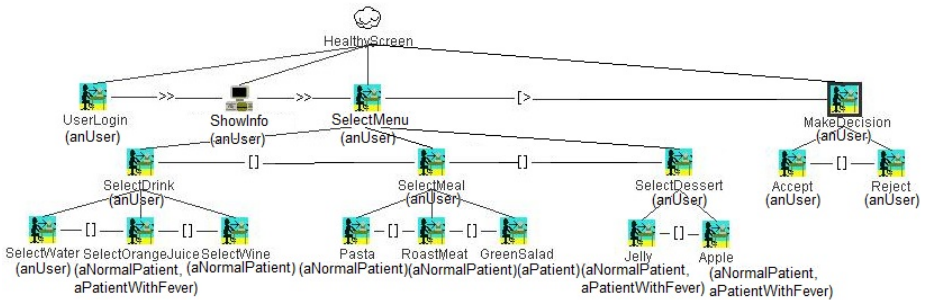 HealthyScreen
>> >> [>
UserLogin ShowInfo SelectMenu MakeDecision
(anUser) (anUser) (anUser) (anUser)
[] [] []
SelectDrink SelectMeal SelectDessert Accept Reject
(anUser) (anUser) (anUser) (anUser) (anUser)
[] [] [] [] []
SelectWater SelectOrangeJuice SelectWine Pasta RoastMeat GreenSalad Jelly Apple
(anUser) (aNormalPatient, (aNormalPatient) (aNormalPatient) (aNormalPatient) (aPatient) (aNormalPatient, (aNormalPatient,
aPatientWithFever) aPatientWithFever) aPatientWithFever)